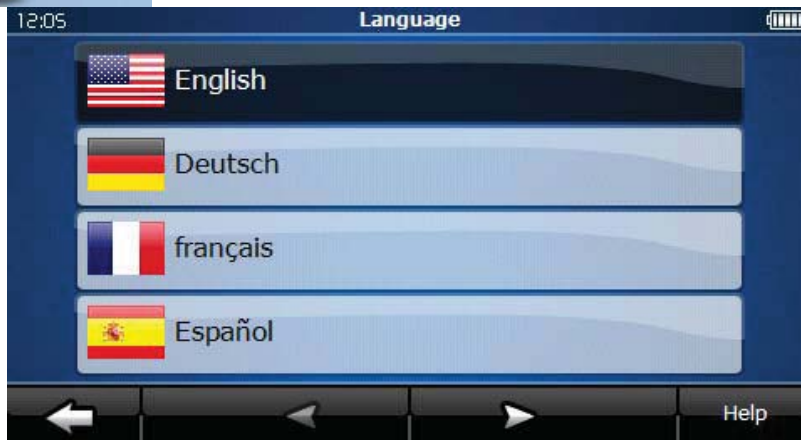 12:05 Language
English
Deutsch
français
Español
Help